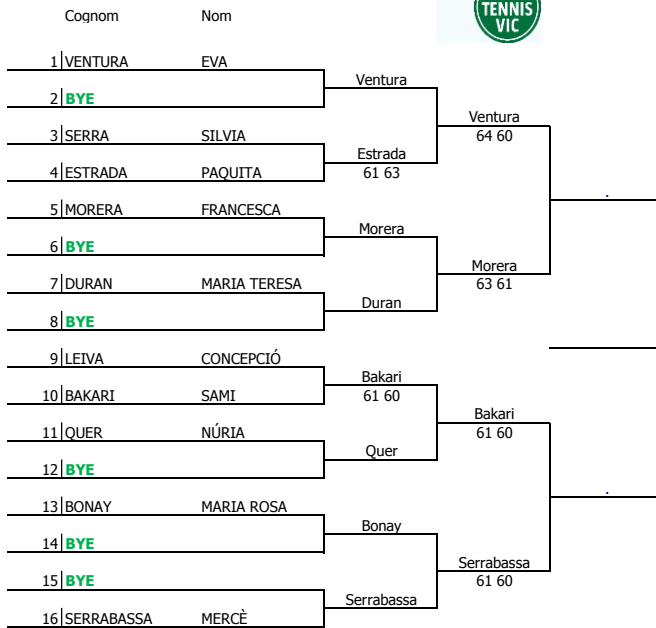 Cognom Nom
TENNIS
VIC
1 VENTURA EVA
Ventura
2 BYE
Ventura
64 60
3 SERRA SILVIA
Estrada
61 63
4 ESTRADA PAQUITA
.
5 MORERA FRANCESCA
Morera
6 BYE
Morera
63 61
7 DURAN MARIA TERESA
Duran
8 BYE
9 LEIVA CONCEPCIÓ
Bakari
61 60
10 BAKARI SAMI
Bakari
61 60
11 QUER NÚRIA
Quer
12 BYE
.
13 BONAY MARIA ROSA
Bonay
14 BYE
Serrabassa
61 60
15 BYE
Serrabassa
16 SERRABASSA MERCÈ